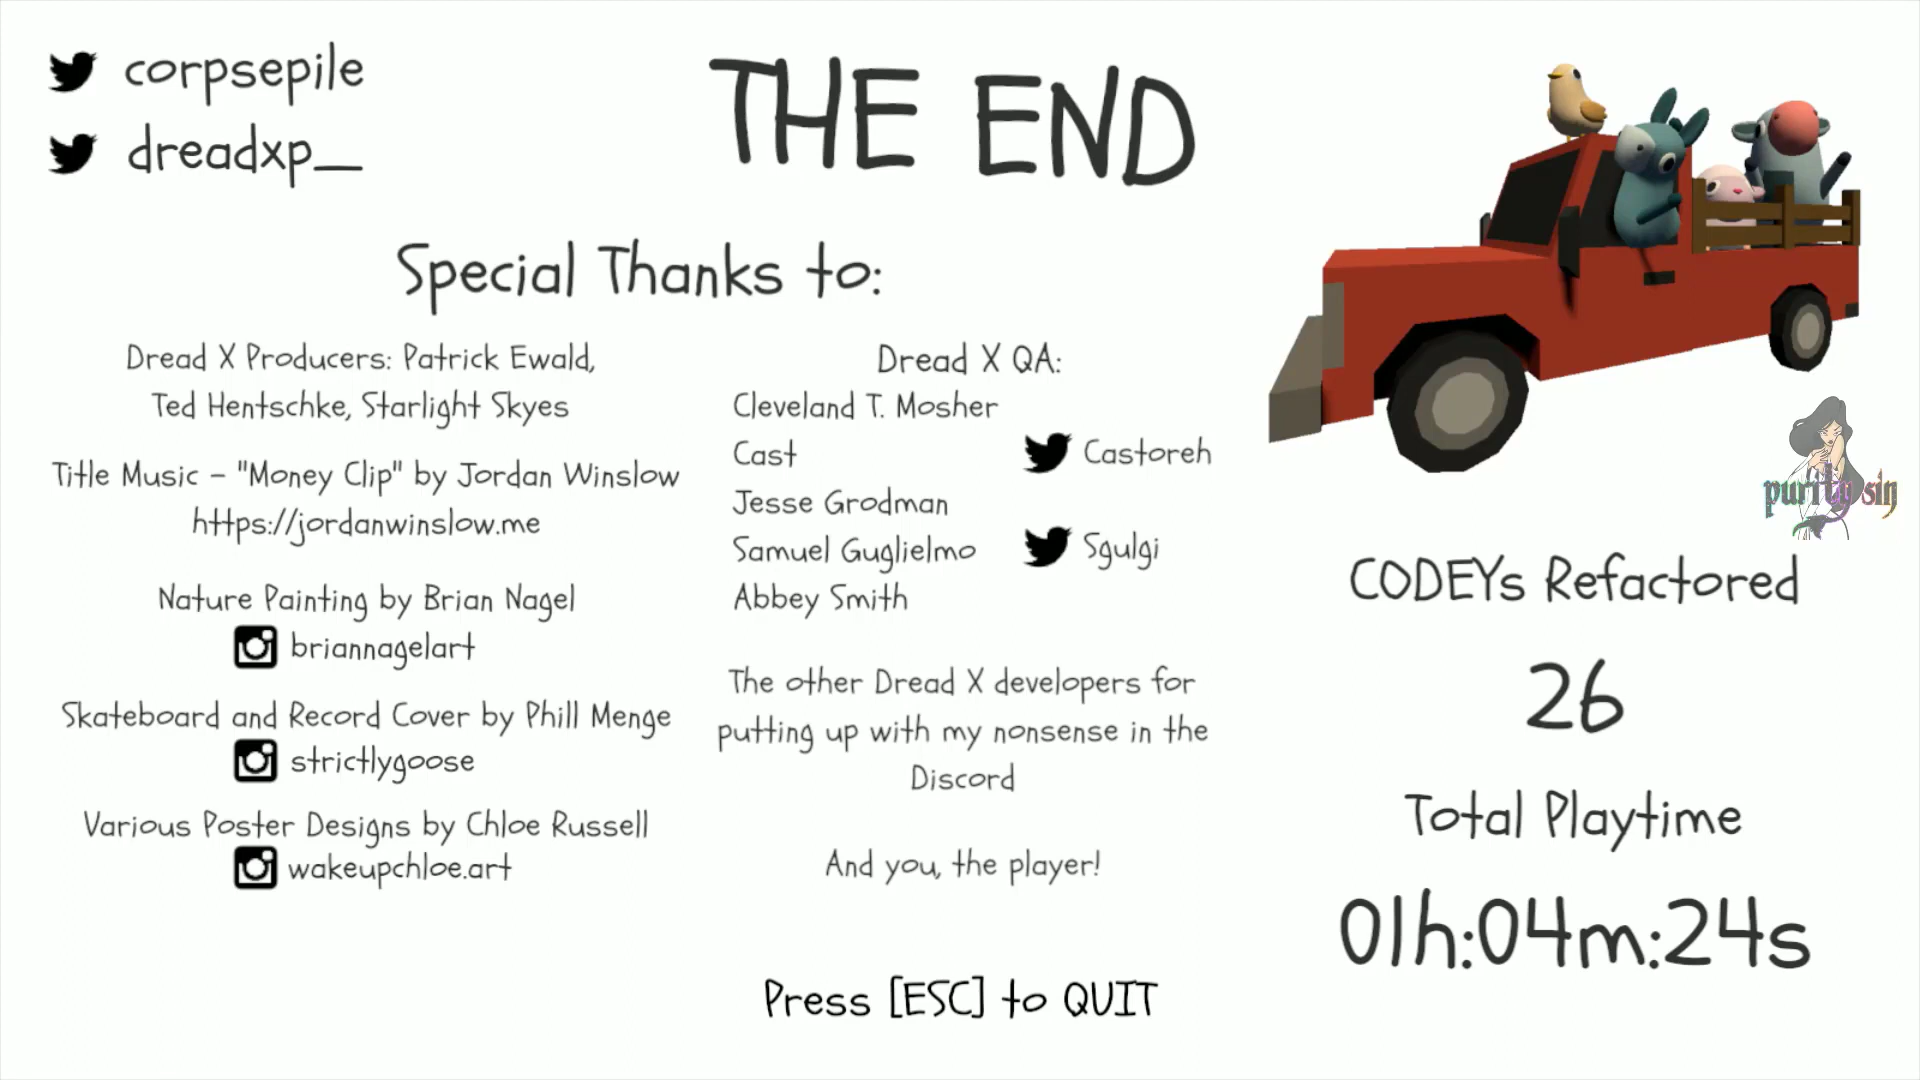 corpsepile
dreadxp__
THE END
Special Thanks to:
Dread X Producers: Patrick Ewald,
Ted Hentschke, Starlight Skyes
Title Music - "Money Clip" by Jordan Winslow
https://jordanwinslow.me
Nature Painting by Brian Nagel
briannagelart
Skateboard and Record Cover by Phill Menge
strictlygoose
Various Poster Designs by Chloe Russell
wakeupchloe.art
Dread X QA:
Cleveland T. Mosher
Cast Castoreh
Jesse Grodman
Samuel Guglielmo Sgulgi
Abbey Smith
The other Dread X developers for
putting up with my nonsense in the
Discord
And you, the player!
purity sin
CODEYs Refactored
26
Total Playtime
01h:04m:24s
Press [ESC] to QUIT